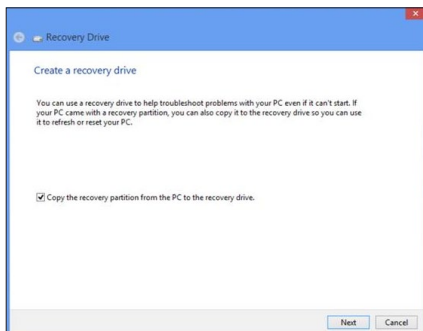 Recovery Drive
Create a recovery drive
You can use a recovery drive to help troubleshoot problems with your PC even if it can't start. If
your PC came with a recovery partition, you can also copy it to the recovery drive so you can use
it to refresh or reset your PC.
Copy the recovery partition from the PC to the recovery drive.
Next Cancel